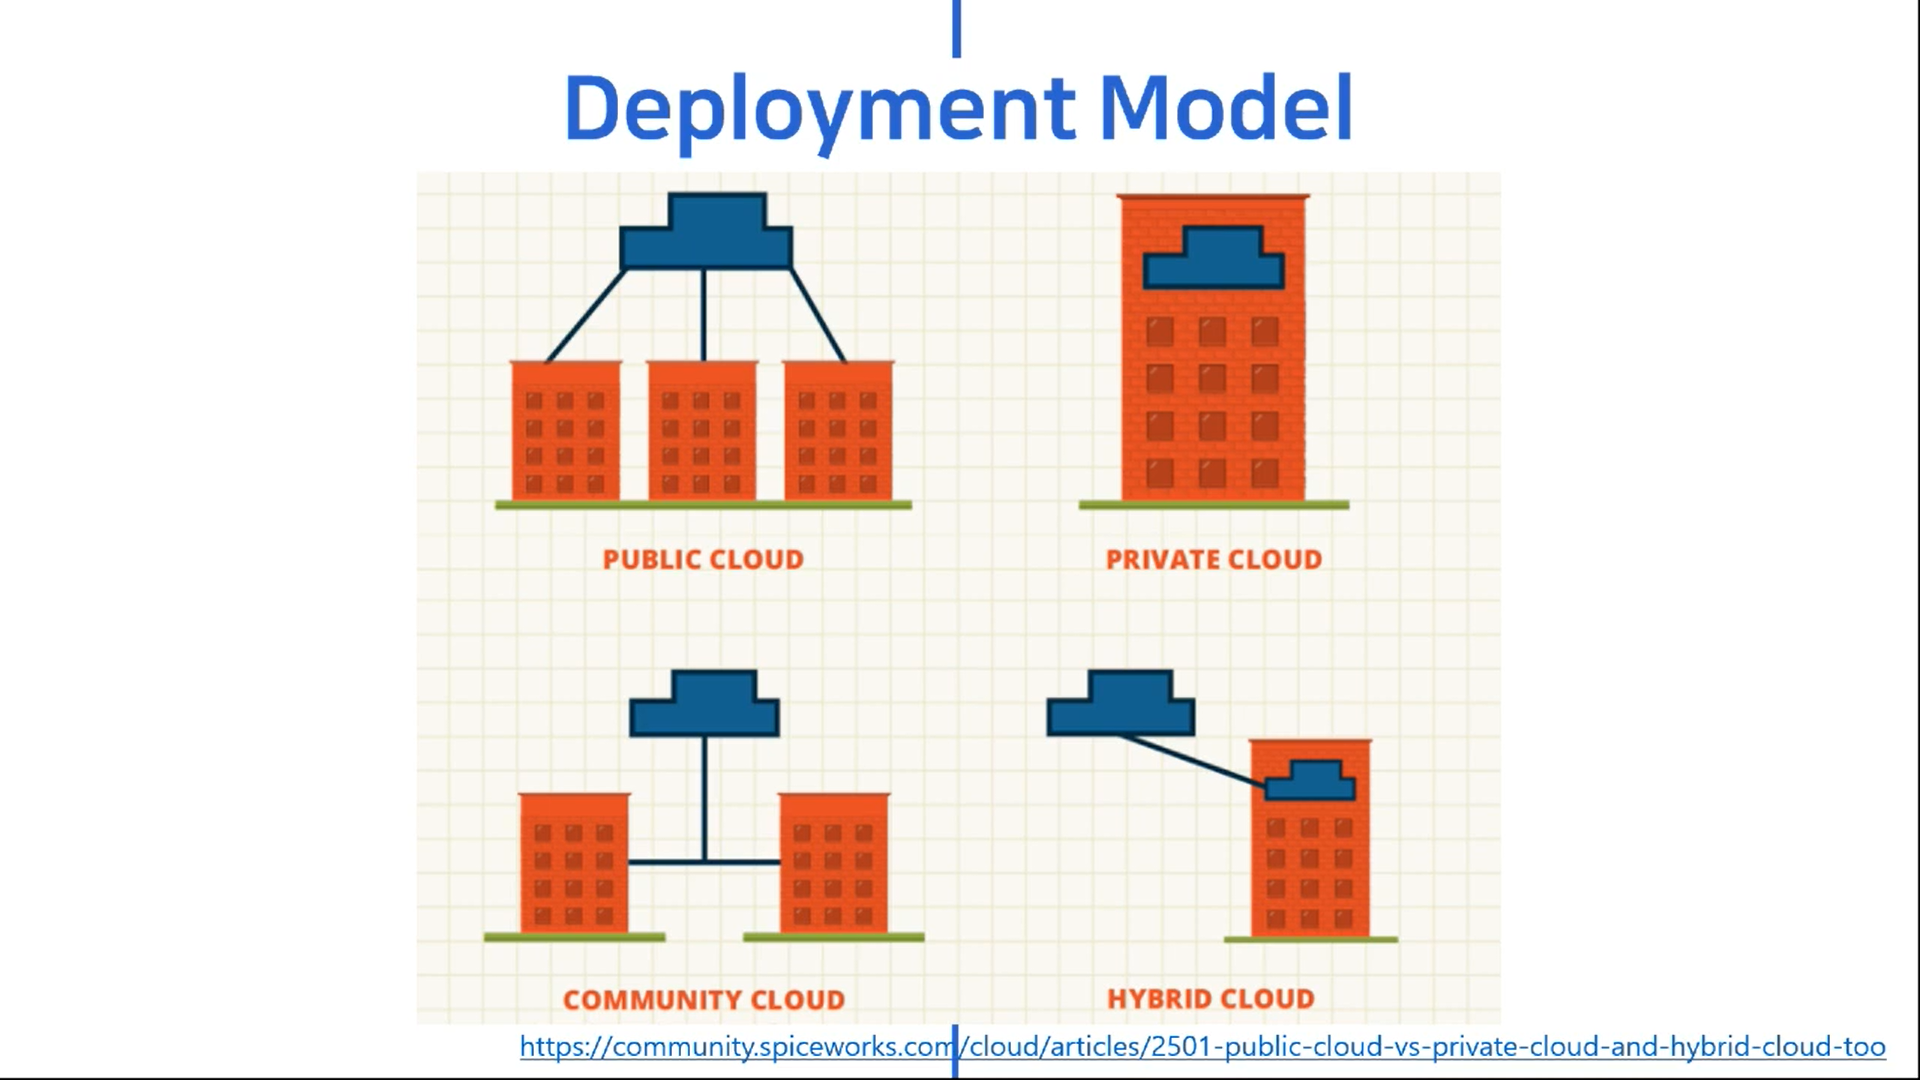 Deployment Model
PUBLIC CLOUD
PRIVATE CLOUD
COMMUNITY CLOUD
HYBRID CLOUD
https://community.spiceworks.com/cloud/articles/2501-public-cloud-vs-private-cloud-and-hybrid-cloud-too